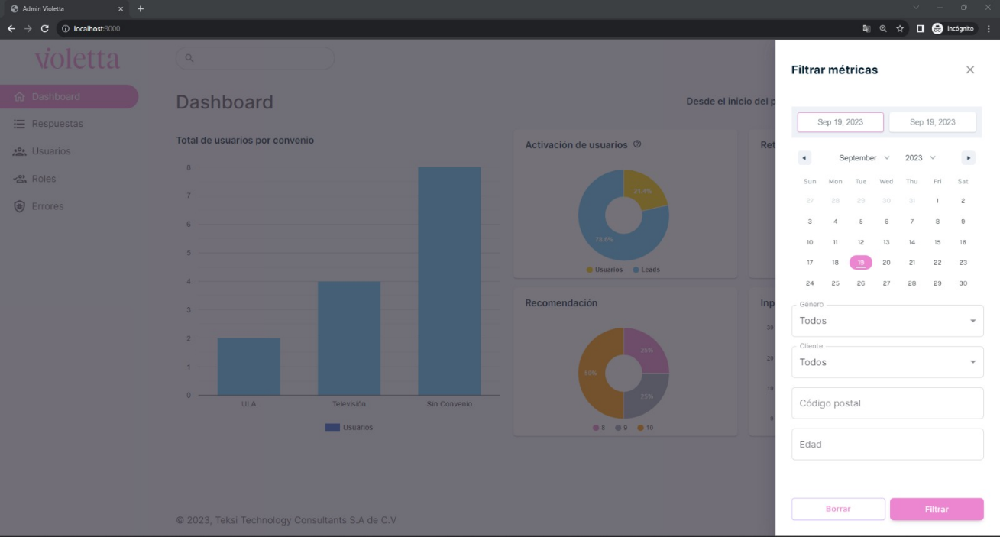 Admin Violetta
localhost:3000
Incógnito
violetta
Dashboard
Respuestas
Usuarios
Roles
Errores
Dashboard
Desde el inicio del p
Total de usuarios por convenio
8
7
6
5
4
3
2
1
0
ULA Televisión Sin Convenio
Usuarios
Activación de usuarios
21.4%
78.6%
Usuarios Leads
Ret
Recomendación
25%
50%
25%
8 9 10
Inp
30
20
10
0
© 2023, Teksi Technology Consultants S.A de C.V
Filtrar métricas
Sep 19, 2023 Sep 19, 2023
September 2023
Sun Mon Tue Wed Thu Fri Sat
27 28 29 30 31 1 2
3 4 5 6 7 8 9
10 11 12 13 14 15 16
17 18 19 20 21 22 23
24 25 26 27 28 29 30
Género
Todos
Cliente
Todos
Código postal
Edad
Borrar Filtrar